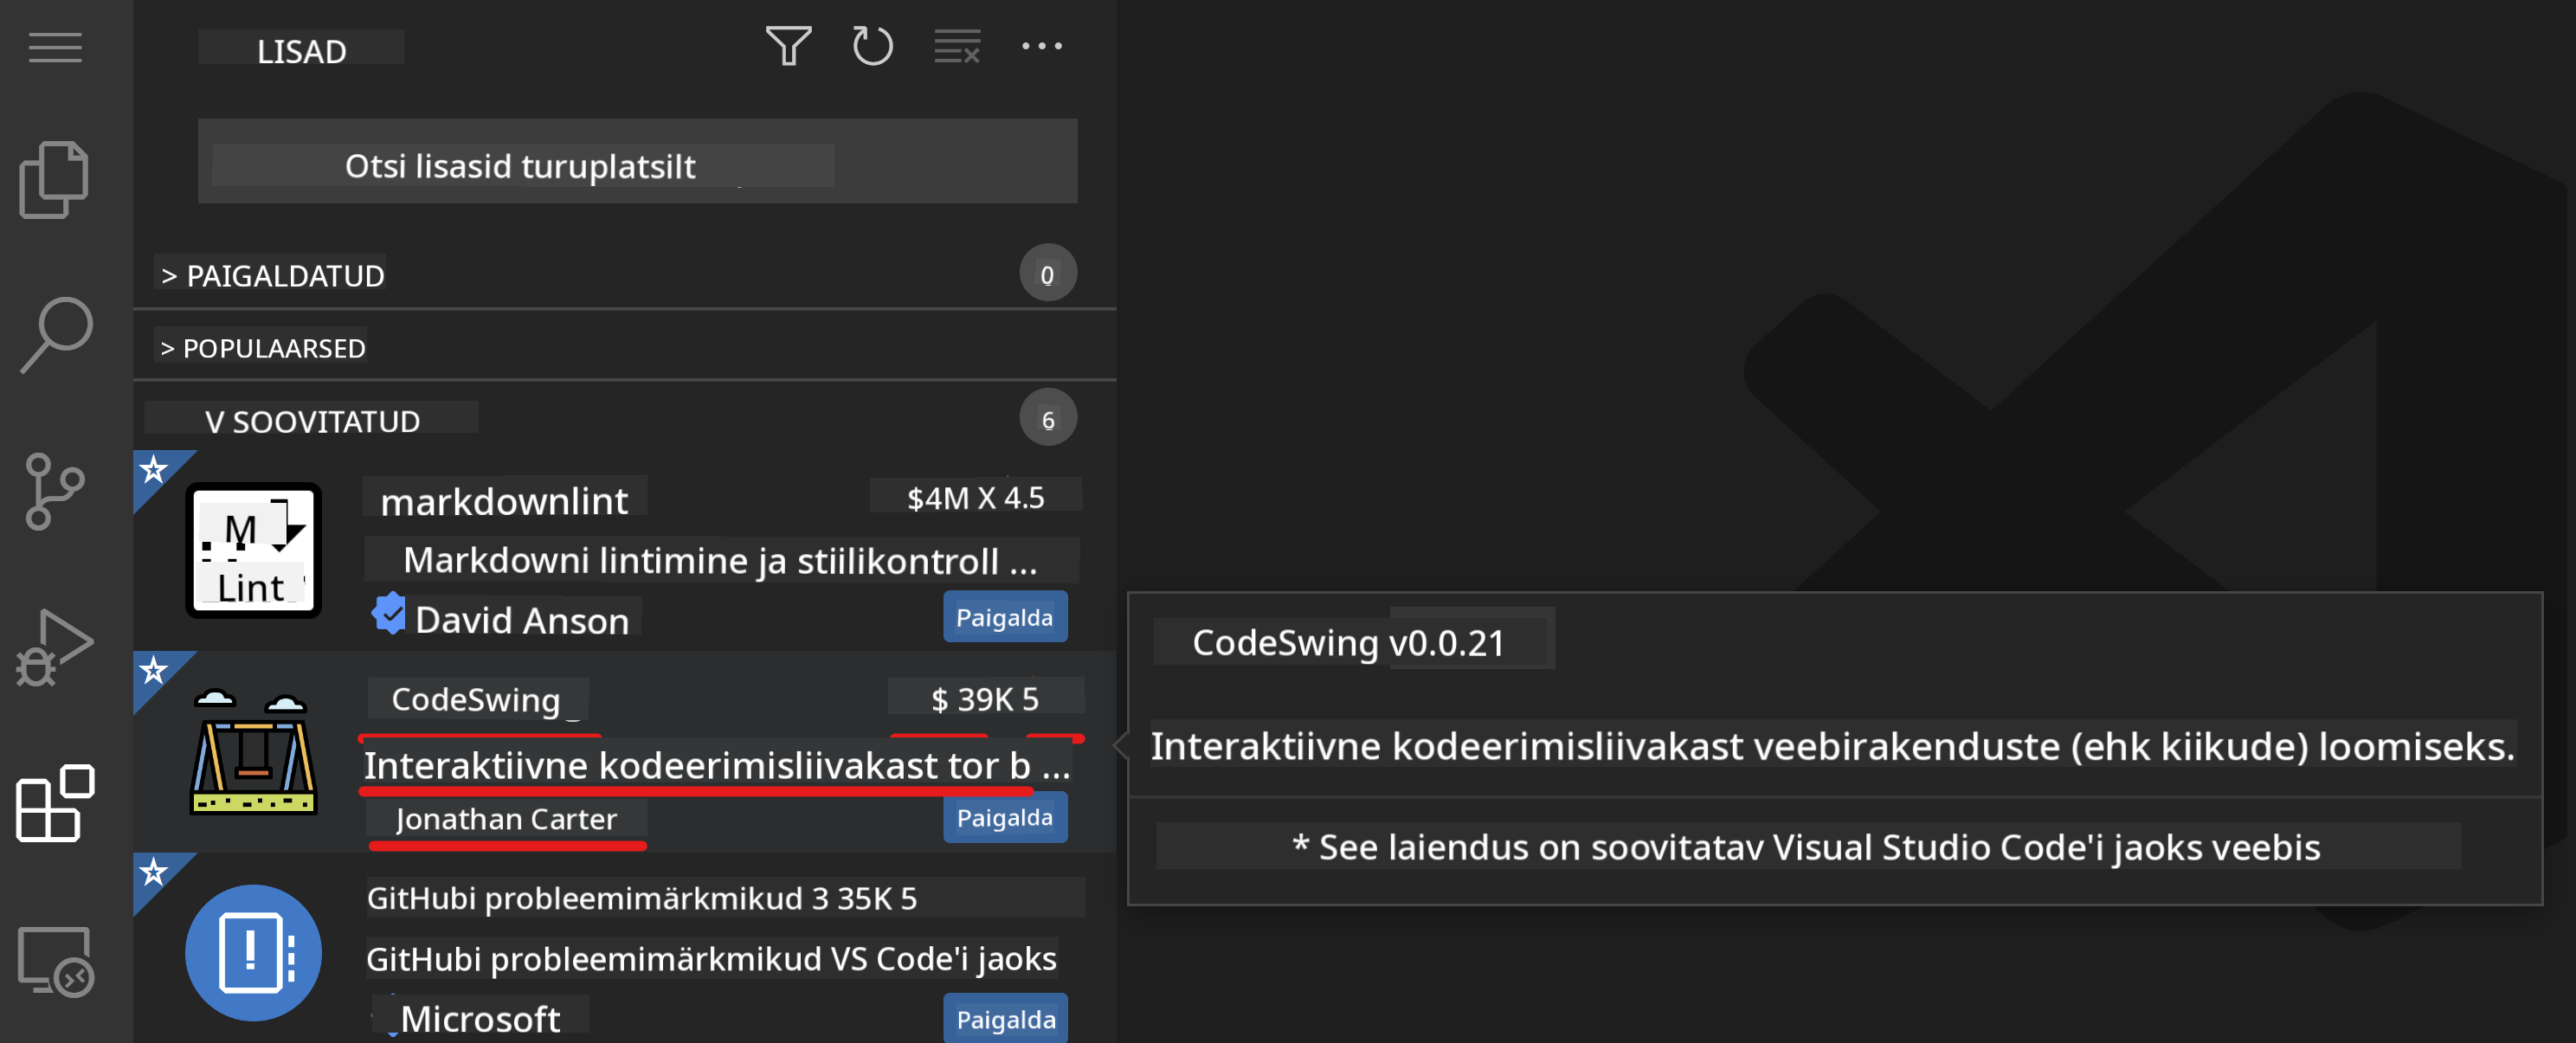 LISAD
Otsi lisasid turuplatsilt
> PAIGALDATUD 0
> POPULAARSED
V SOOVITATUD 6
M
Lint
markdownlint $4M X 4.5
Markdowni lintimine ja stiilikontroll ...
David Anson Paigalda
CodeSwing $ 39K 5
Interaktiivne kodeerimisliivakast tor b ...
Jonathan Carter Paigalda
GitHubi probleemimärkmikud 3 35K 5
GitHubi probleemimärkmikud VS Code'i jaoks
Microsoft Paigalda
CodeSwing v0.0.21
Interaktiivne kodeerimisliivakast veebirakenduste (ehk kiikude) loomiseks.
* See laiendus on soovitatav Visual Studio Code'i jaoks veebis